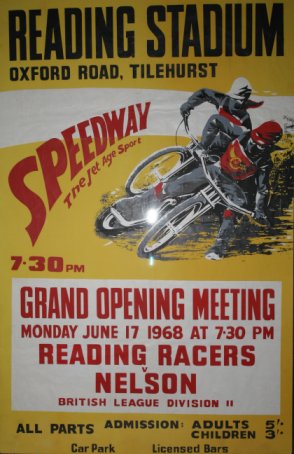 READING STADIUM
OXFORD ROAD, TILEHURST
SPEEDWAY
The Jet Age Sport
7·30 PM
GRAND OPENING MEETING
MONDAY JUNE 17 1968 AT 7·30 PM
READING RACERS
v
NELSON
BRITISH LEAGUE DIVISION II
ALL PARTS ADMISSION: ADULTS 5/-
CHILDREN 3/-
Car Park Licensed Bars